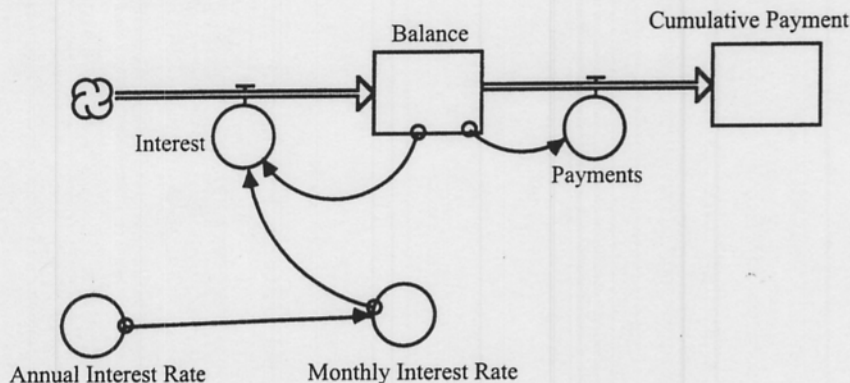 Balance
Cumulative Payment
Interest
Payments
Annual Interest Rate
Monthly Interest Rate